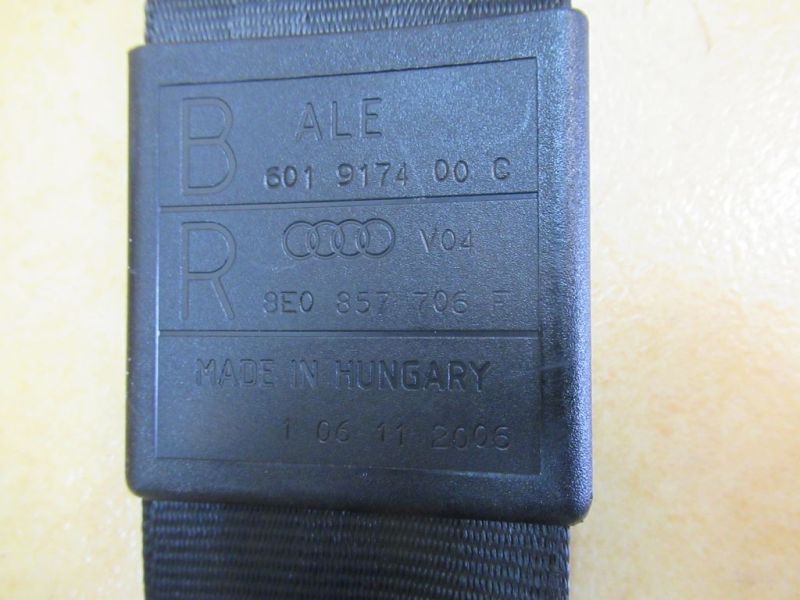 B ALE
601 9174 00 C
R V04
8E0 857 706 F
MADE IN HUNGARY
1 06 11 2006